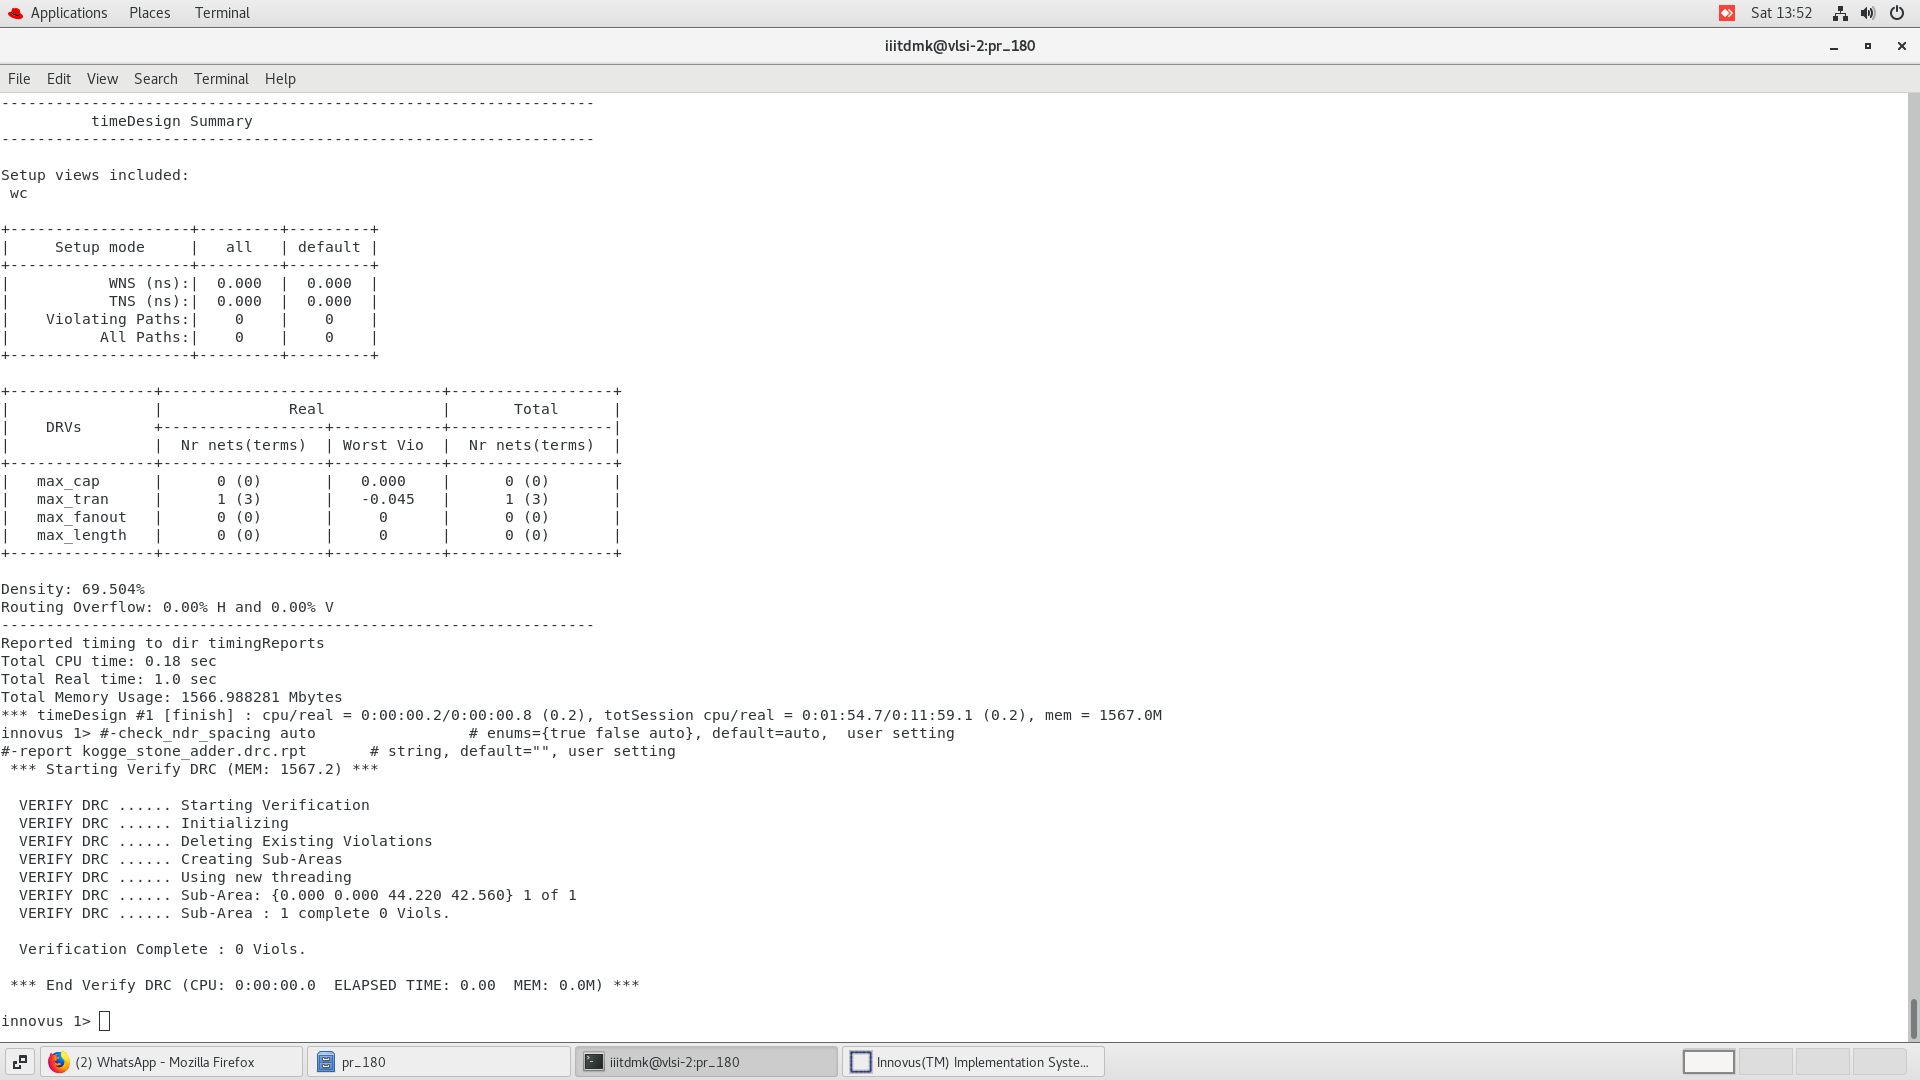 Applications Places Terminal Sat 13:52
iiitdmk@vlsi-2:pr_180
File Edit View Search Terminal Help
------------------------------------------------------------------
          timeDesign Summary
------------------------------------------------------------------
Setup views included:
 wc
+--------------------+---------+---------+
|     Setup mode     |   all   | default |
+--------------------+---------+---------+
|           WNS (ns):|  0.000  |  0.000  |
|           TNS (ns):|  0.000  |  0.000  |
|    Violating Paths:|    0    |    0    |
|          All Paths:|    0    |    0    |
+--------------------+---------+---------+
+----------------+-------------------------------+------------------+
|                |              Real             |       Total      |
|    DRVs        +------------------+------------+------------------|
|                |  Nr nets(terms)  | Worst Vio  |  Nr nets(terms)  |
+----------------+------------------+------------+------------------+
|   max_cap      |      0 (0)       |   0.000    |      0 (0)       |
|   max_tran     |      1 (3)       |   -0.045   |      1 (3)       |
|   max_fanout   |      0 (0)       |     0      |      0 (0)       |
|   max_length   |      0 (0)       |     0      |      0 (0)       |
+----------------+------------------+------------+------------------+
Density: 69.504%
Routing Overflow: 0.00% H and 0.00% V
------------------------------------------------------------------
Reported timing to dir timingReports
Total CPU time: 0.18 sec
Total Real time: 1.0 sec
Total Memory Usage: 1566.988281 Mbytes
*** timeDesign #1 [finish] : cpu/real = 0:00:00.2/0:00:00.8 (0.2), totSession cpu/real = 0:01:54.7/0:11:59.1 (0.2), mem = 1567.0M
innovus 1> #-check_ndr_spacing auto                 # enums={true false auto}, default=auto,  user setting
#-report kogge_stone_adder.drc.rpt       # string, default="", user setting
 *** Starting Verify DRC (MEM: 1567.2) ***
  VERIFY DRC ...... Starting Verification
  VERIFY DRC ...... Initializing
  VERIFY DRC ...... Deleting Existing Violations
  VERIFY DRC ...... Creating Sub-Areas
  VERIFY DRC ...... Using new threading
  VERIFY DRC ...... Sub-Area: {0.000 0.000 44.220 42.560} 1 of 1
  VERIFY DRC ...... Sub-Area : 1 complete 0 Viols.
  Verification Complete : 0 Viols.
 *** End Verify DRC (CPU: 0:00:00.0  ELAPSED TIME: 0.00  MEM: 0.0M) ***
innovus 1>
(2) WhatsApp - Mozilla Firefox pr_180 iiitdmk@vlsi-2:pr_180 Innovus(TM) Implementation Syste...